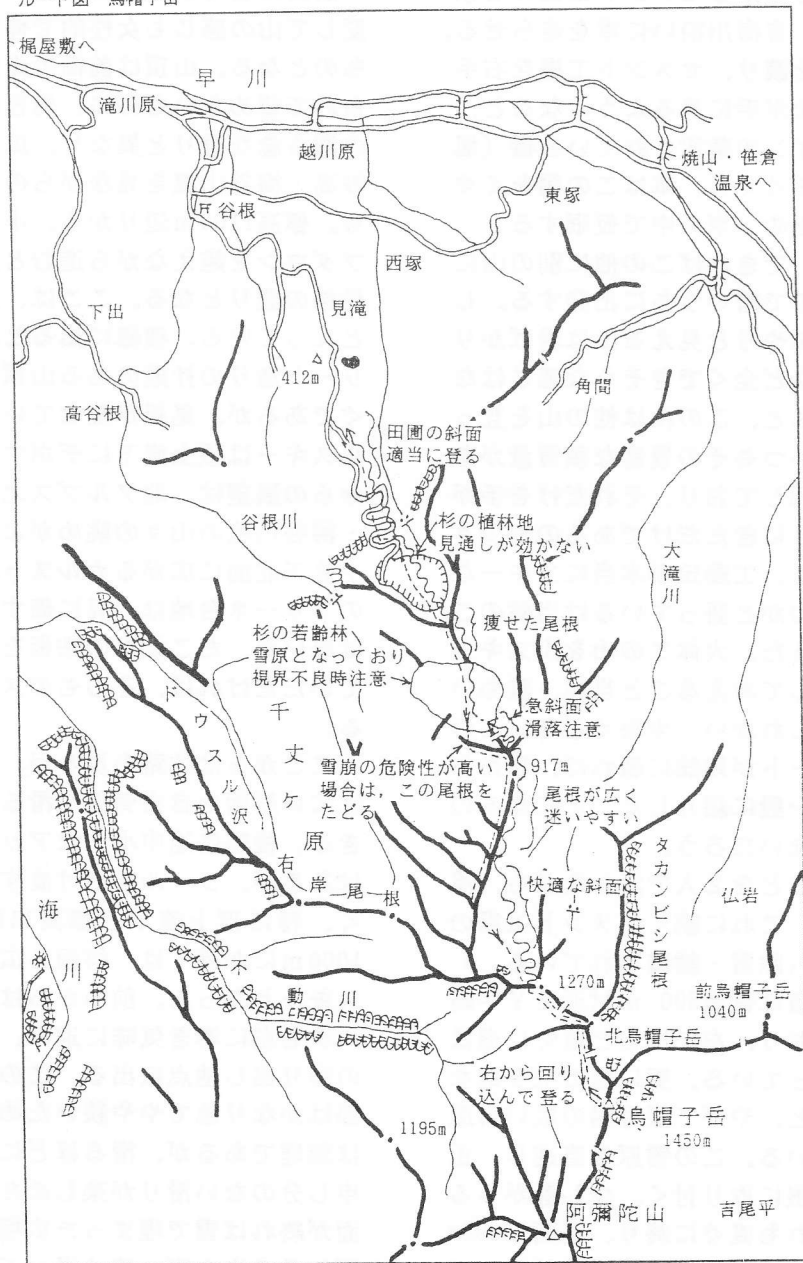 ルート図 烏帽子岳
梶屋敷へ
早川
滝川原
越川原
焼山・笹倉
温泉へ
東塚
戸谷根
西塚
見滝
下出
412m
角間
高谷根
田圃の斜面
適当に登る
谷根川
杉の植林地
見通しが効かない
大滝川
痩せた尾根
杉の若齢林
雪原となっており
視界不良時注意
急斜面
滑落注意
ドウスル沢
千丈ケ原
雪崩の危険性が高い
場合は,この尾根を
たどる
917m
尾根が広く
迷いやすい
タカンビン尾根
右岸尾根
快適な斜面
仏岩
海川
不動川
1270m
前烏帽子岳
1040m
北烏帽子岳
右から回り
込んで登る
烏帽子岳
1450m
1195m
阿彌陀山
吉尾平